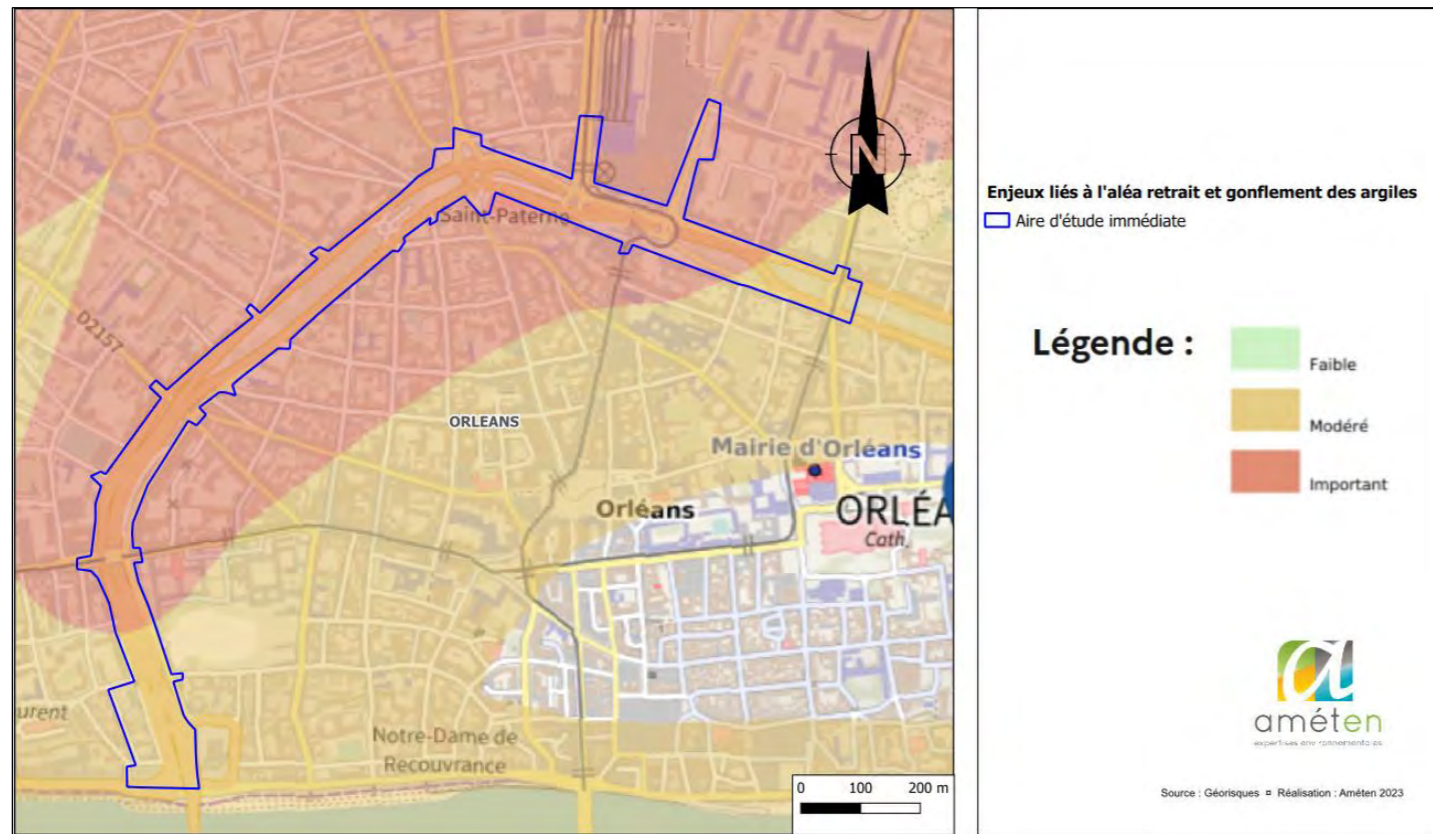 N
Saint-Paterne
D2157
ORLEANS
Mairie d'Orléans
Orléans
ORLÉA
Cath.
urent
Notre-Dame de
Recouvrance
0 100 200 m
Enjeux liés à l'aléa retrait et gonflement des argiles
Aire d'étude immédiate
Légende :
Faible
Modéré
Important
a
améten
Source : Géorisques ¤ Réalisation : Améten 2023